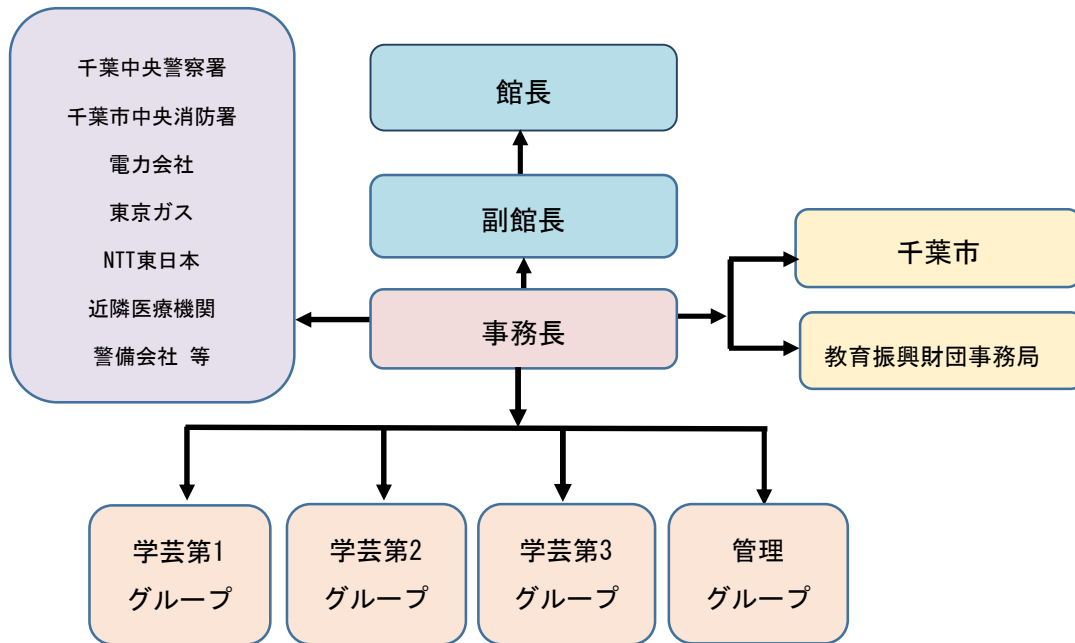 千葉中央警察署
千葉市中央消防署
電力会社
東京ガス
NTT東日本
近隣医療機関
警備会社 等
館長
副館長
事務長
千葉市
教育振興財団事務局
学芸第1
グループ
学芸第2
グループ
学芸第3
グループ
管理
グループ